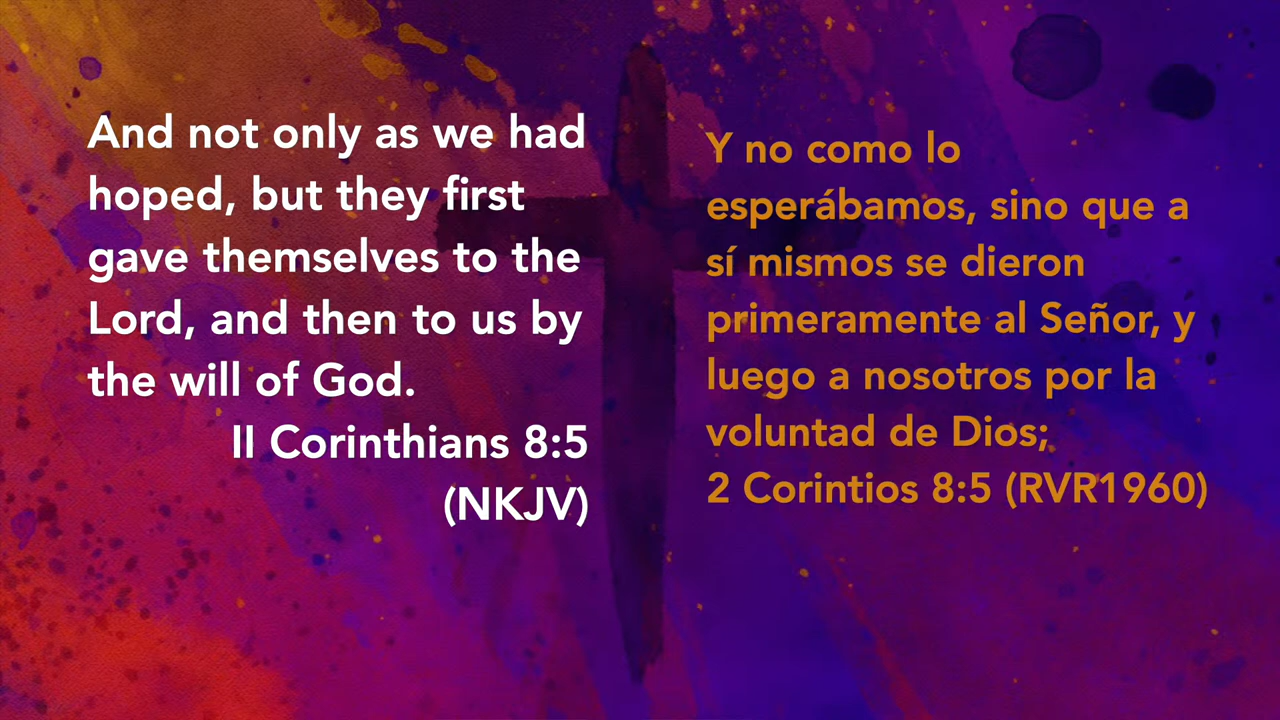 And not only as we had
hoped, but they first
gave themselves to the
Lord, and then to us by
the will of God.
II Corinthians 8:5
(NKJV)
Y no como lo
esperábamos, sino que a
sí mismos se dieron
primeramente al Señor, y
luego a nosotros por la
voluntad de Dios;
2 Corintios 8:5 (RVR1960)